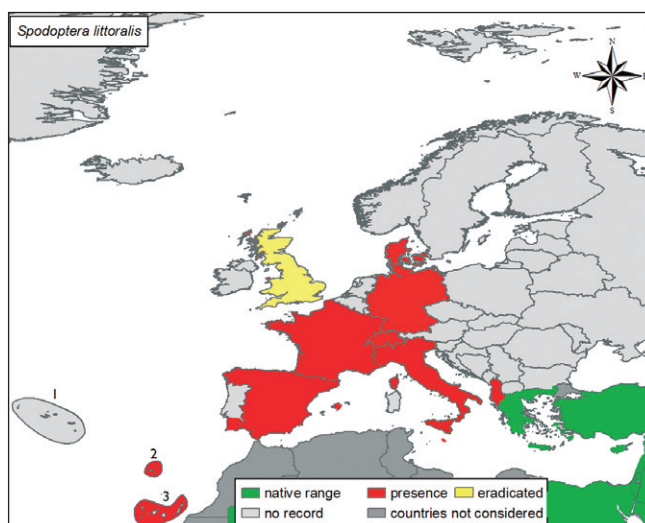 Spodoptera littoralis
N
W
E
S
1
2
3
native range
presence
eradicated
no record
countries not considered